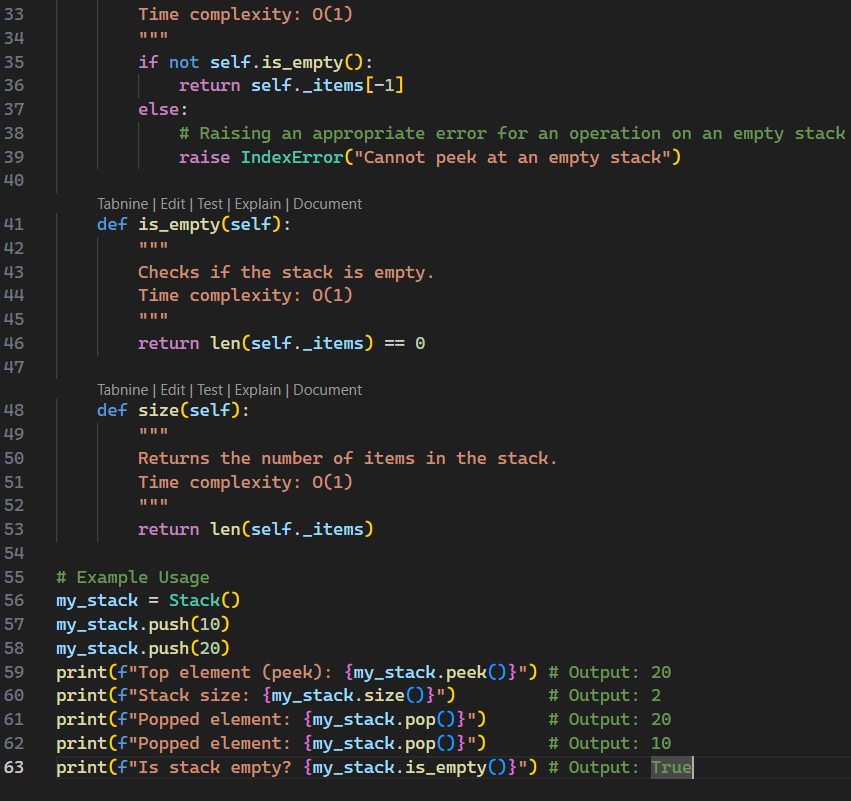 33 Time complexity: O(1)
34 """
35 if not self.is_empty():
36 return self._items[-1]
37 else:
38 # Raising an appropriate error for an operation on an empty stack
39 raise IndexError("Cannot peek at an empty stack")
40
Tabnine | Edit | Test | Explain | Document
41 def is_empty(self):
42 """
43 Checks if the stack is empty.
44 Time complexity: O(1)
45 """
46 return len(self._items) == 0
47
Tabnine | Edit | Test | Explain | Document
48 def size(self):
49 """
50 Returns the number of items in the stack.
51 Time complexity: O(1)
52 """
53 return len(self._items)
54
55 # Example Usage
56 my_stack = Stack()
57 my_stack.push(10)
58 my_stack.push(20)
59 print(f"Top element (peek): {my_stack.peek()}") # Output: 20
60 print(f"Stack size: {my_stack.size()}") # Output: 2
61 print(f"Popped element: {my_stack.pop()}") # Output: 20
62 print(f"Popped element: {my_stack.pop()}") # Output: 10
63 print(f"Is stack empty? {my_stack.is_empty()}") # Output: True